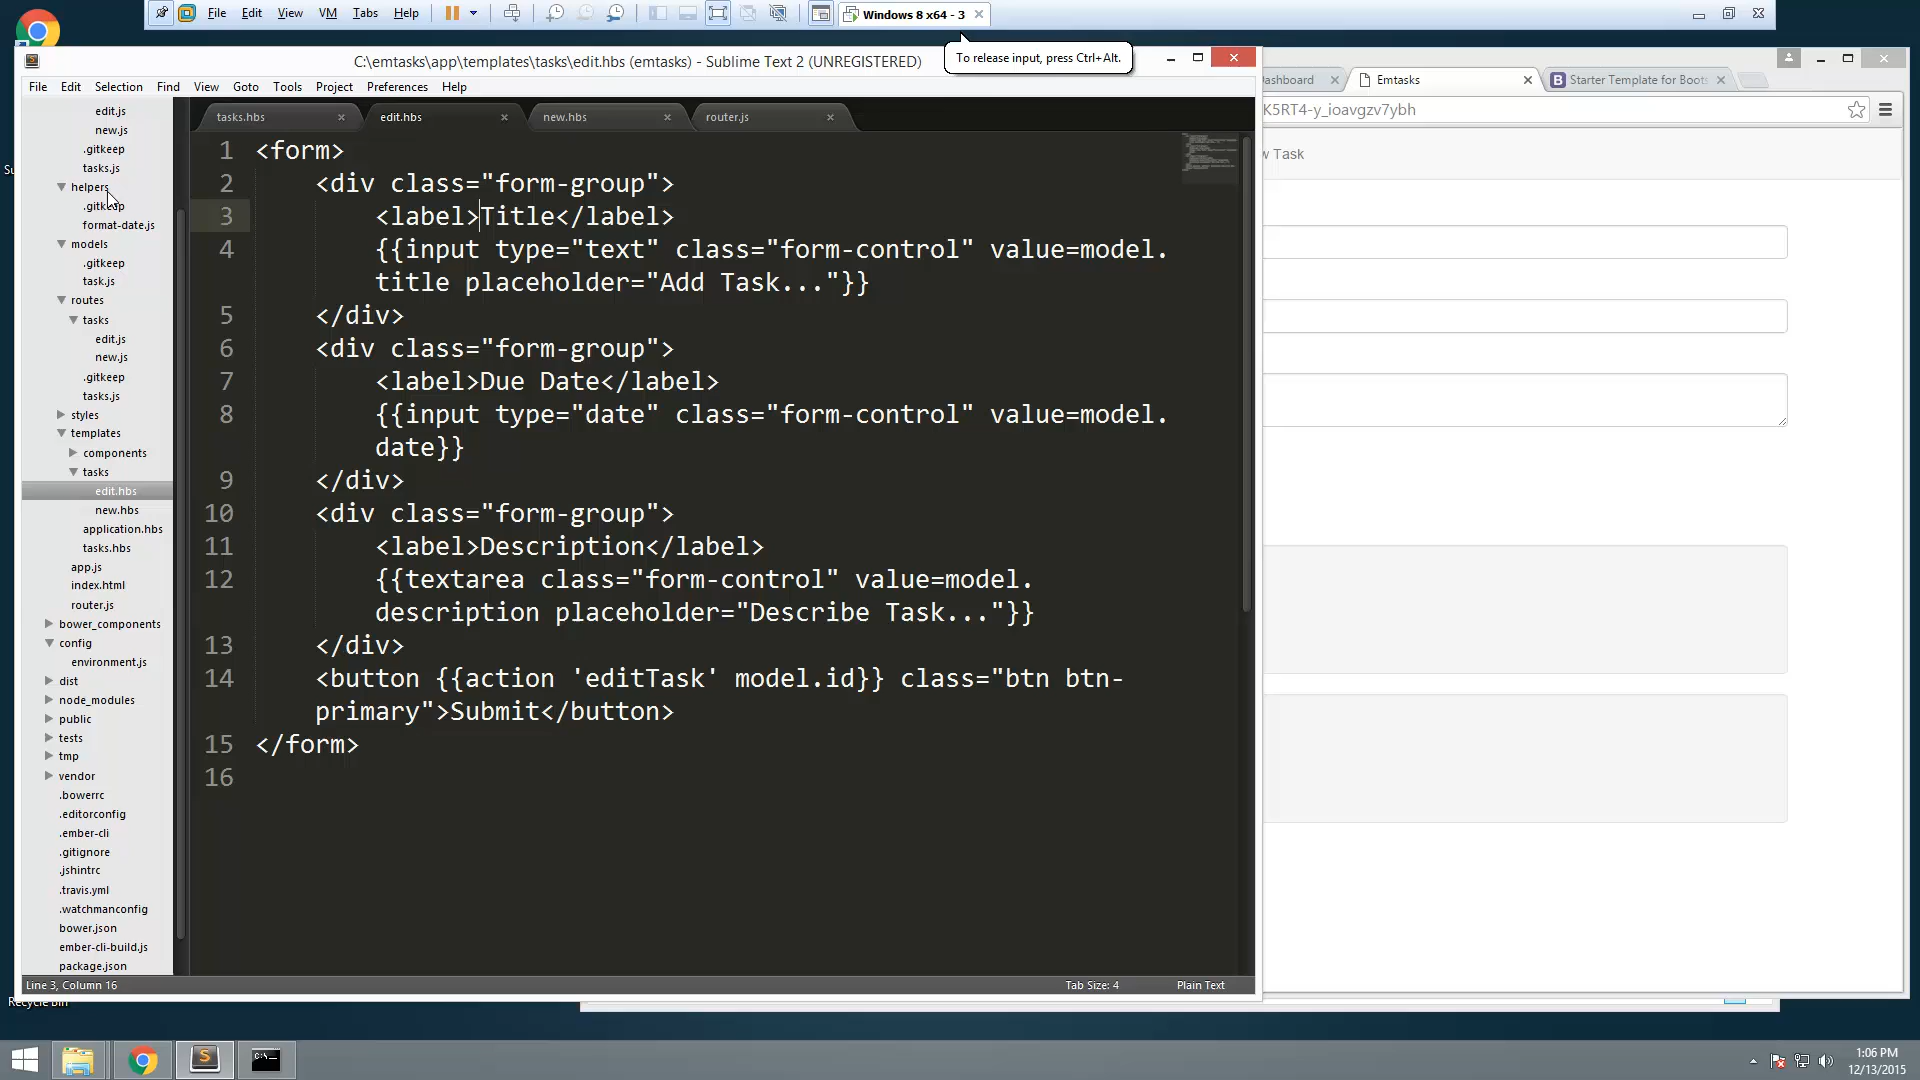 File Edit View VM Tabs Help
Windows 8 x64 - 3
To release input, press Ctrl+Alt.
C:\emtasks\app\templates\tasks\edit.hbs (emtasks) - Sublime Text 2 (UNREGISTERED)
File Edit Selection Find View Goto Tools Project Preferences Help
edit.js
new.js
.gitkeep
tasks.js
helpers
.gitkeep
format-date.js
models
.gitkeep
task.js
routes
tasks
edit.js
new.js
.gitkeep
tasks.js
styles
templates
components
tasks
edit.hbs
new.hbs
application.hbs
tasks.hbs
app.js
index.html
router.js
bower_components
config
environment.js
dist
node_modules
public
tests
tmp
vendor
.bowerrc
.editorconfig
.ember-cli
.gitignore
.jshintrc
.travis.yml
.watchmanconfig
bower.json
ember-cli-build.js
package.json
tasks.hbs edit.hbs new.hbs router.js
1 <form>
2 <div class="form-group">
3 <label>Title</label>
4 {{input type="text" class="form-control" value=model.
title placeholder="Add Task..."}}
5 </div>
6 <div class="form-group">
7 <label>Due Date</label>
8 {{input type="date" class="form-control" value=model.
date}}
9 </div>
10 <div class="form-group">
11 <label>Description</label>
12 {{textarea class="form-control" value=model.
description placeholder="Describe Task..."}}
13 </div>
14 <button {{action 'editTask' model.id}} class="btn btn-
primary">Submit</button>
15 </form>
16
Line 3, Column 16
Tab Size: 4
Plain Text
ashboard
Emtasks
Starter Template for Boots
K5RT4-y_ioavgzv7ybh
w Task
Recycle Bin
1:06 PM
12/13/2015